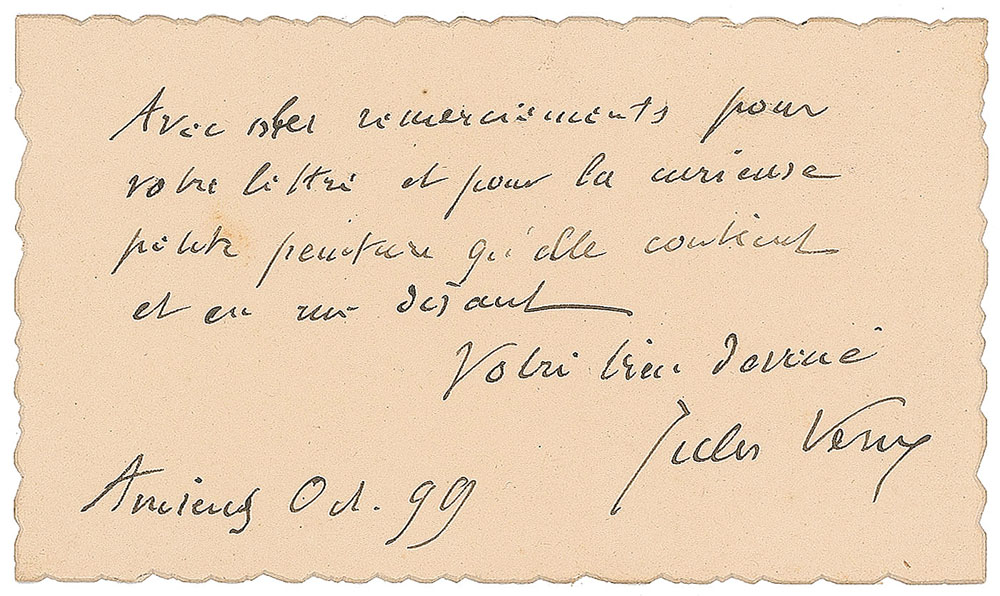 Avec mes remerciements pour
votre lettre et pour la curieuse
petite peinture qu'elle contient
et en me disant
Votre bien dévoué
Jules Verne
Amiens Oct. 99